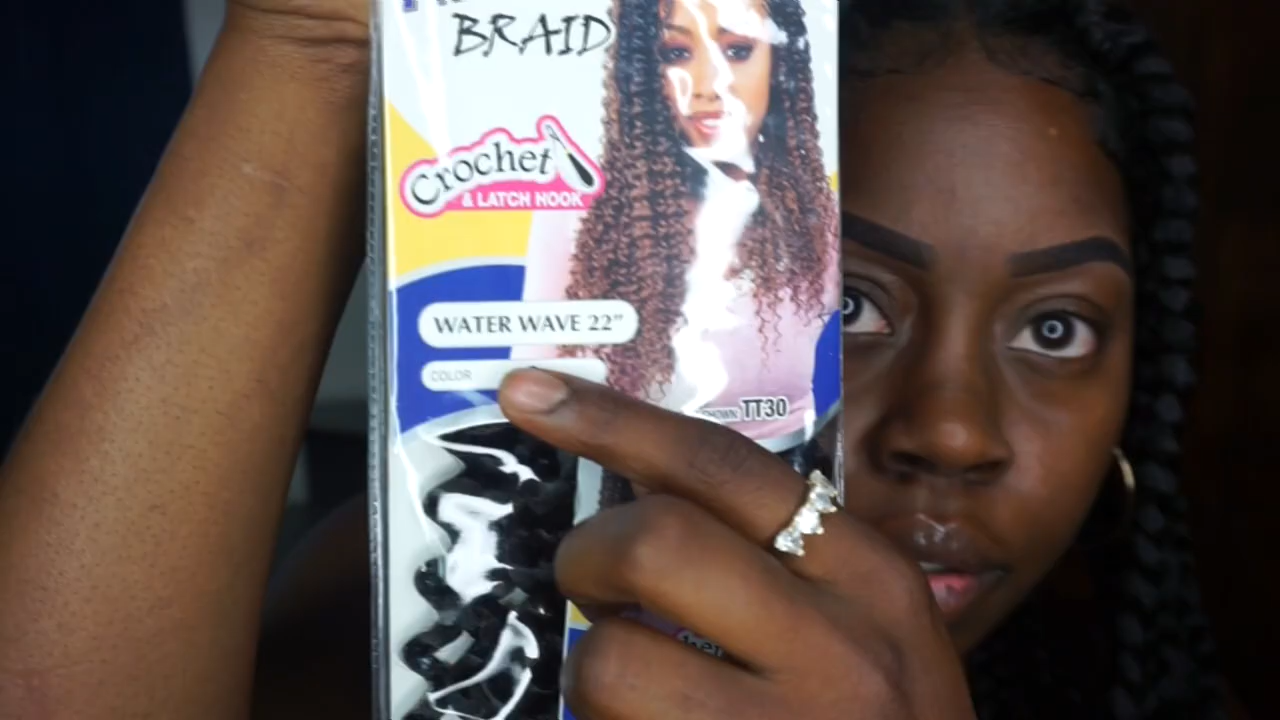 BRAID
Crochet
& LATCH HOOK
WATER WAVE 22"
COLOR
TT30